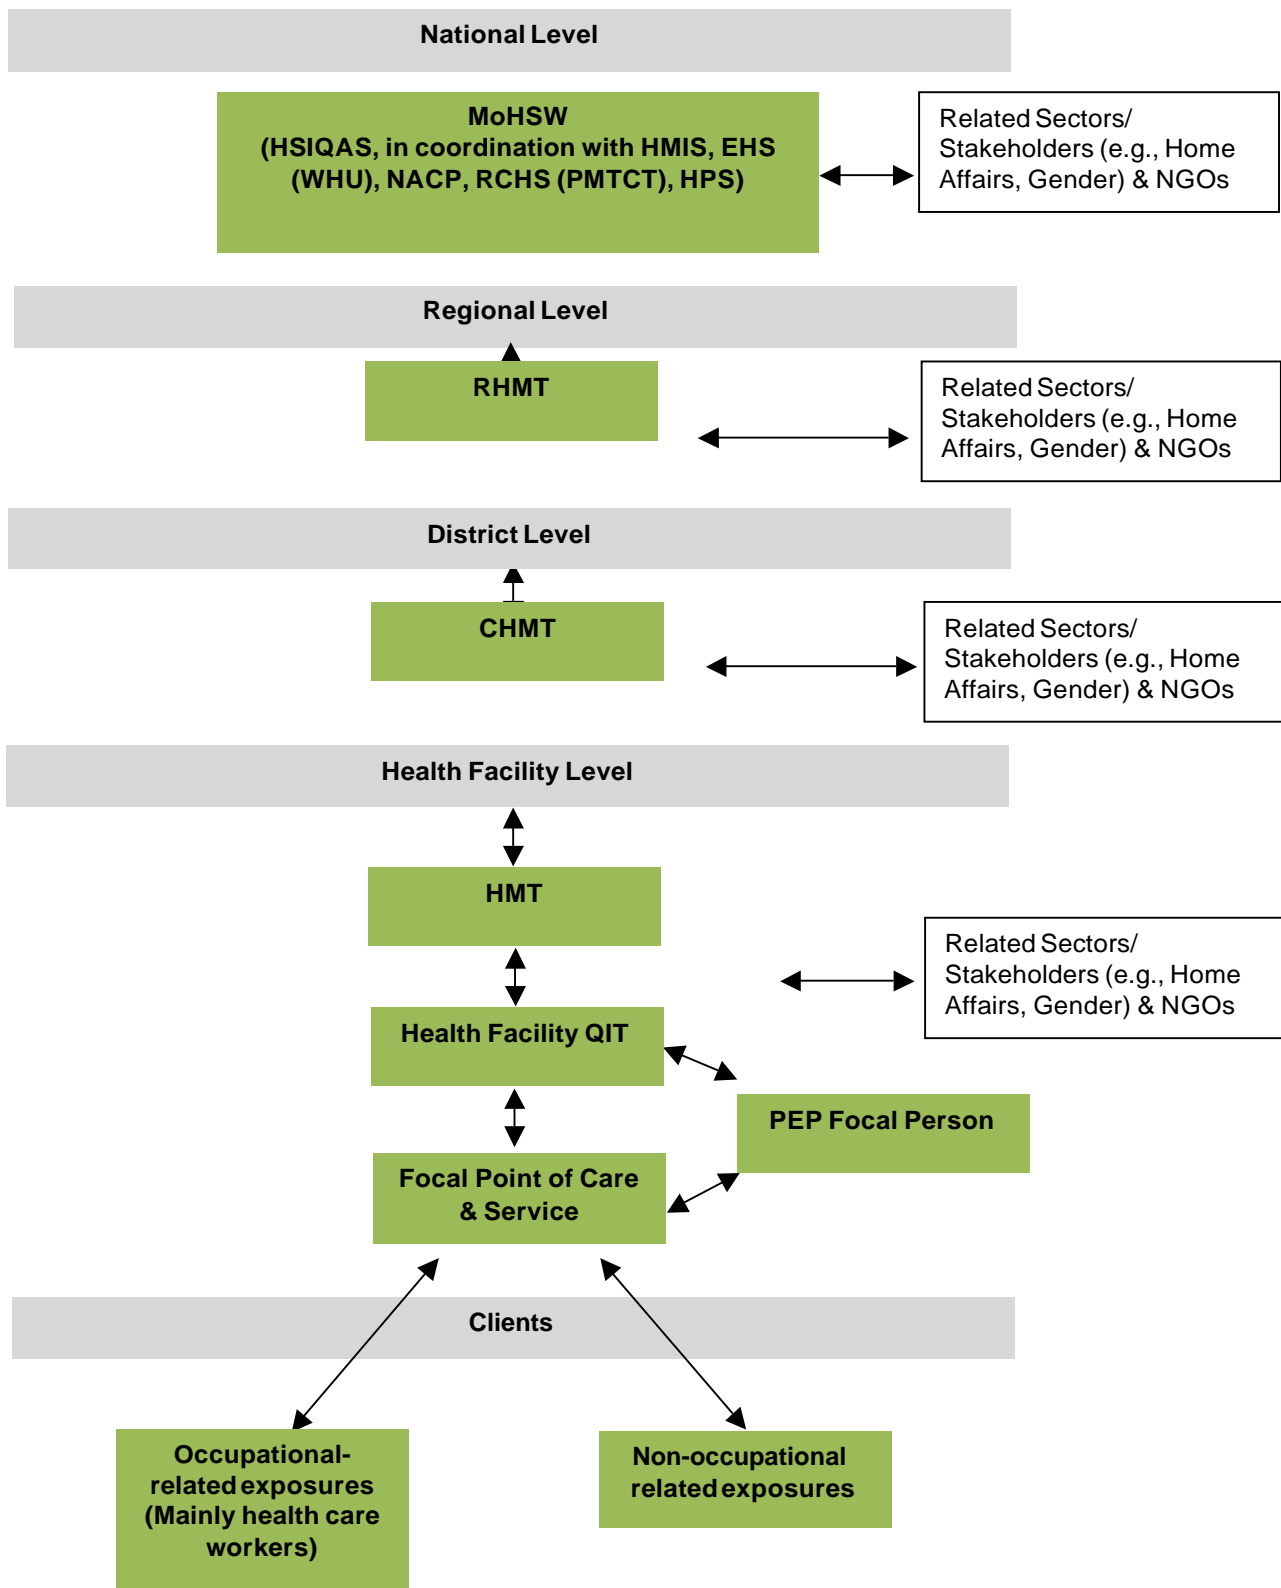 National Level
MoHSW
(HSIQAS, in coordination with HMIS, EHS
(WHU), NACP, RCHS (PMTCT), HPS)
Related Sectors/
Stakeholders (e.g., Home
Affairs, Gender) & NGOs
Regional Level
RHMT
Related Sectors/
Stakeholders (e.g., Home
Affairs, Gender) & NGOs
District Level
CHMT
Related Sectors/
Stakeholders (e.g., Home
Affairs, Gender) & NGOs
Health Facility Level
HMT
Related Sectors/
Stakeholders (e.g., Home
Affairs, Gender) & NGOs
Health Facility QIT
PEP Focal Person
Focal Point of Care
& Service
Clients
Occupational-
related exposures
(Mainly health care
workers)
Non-occupational
related exposures